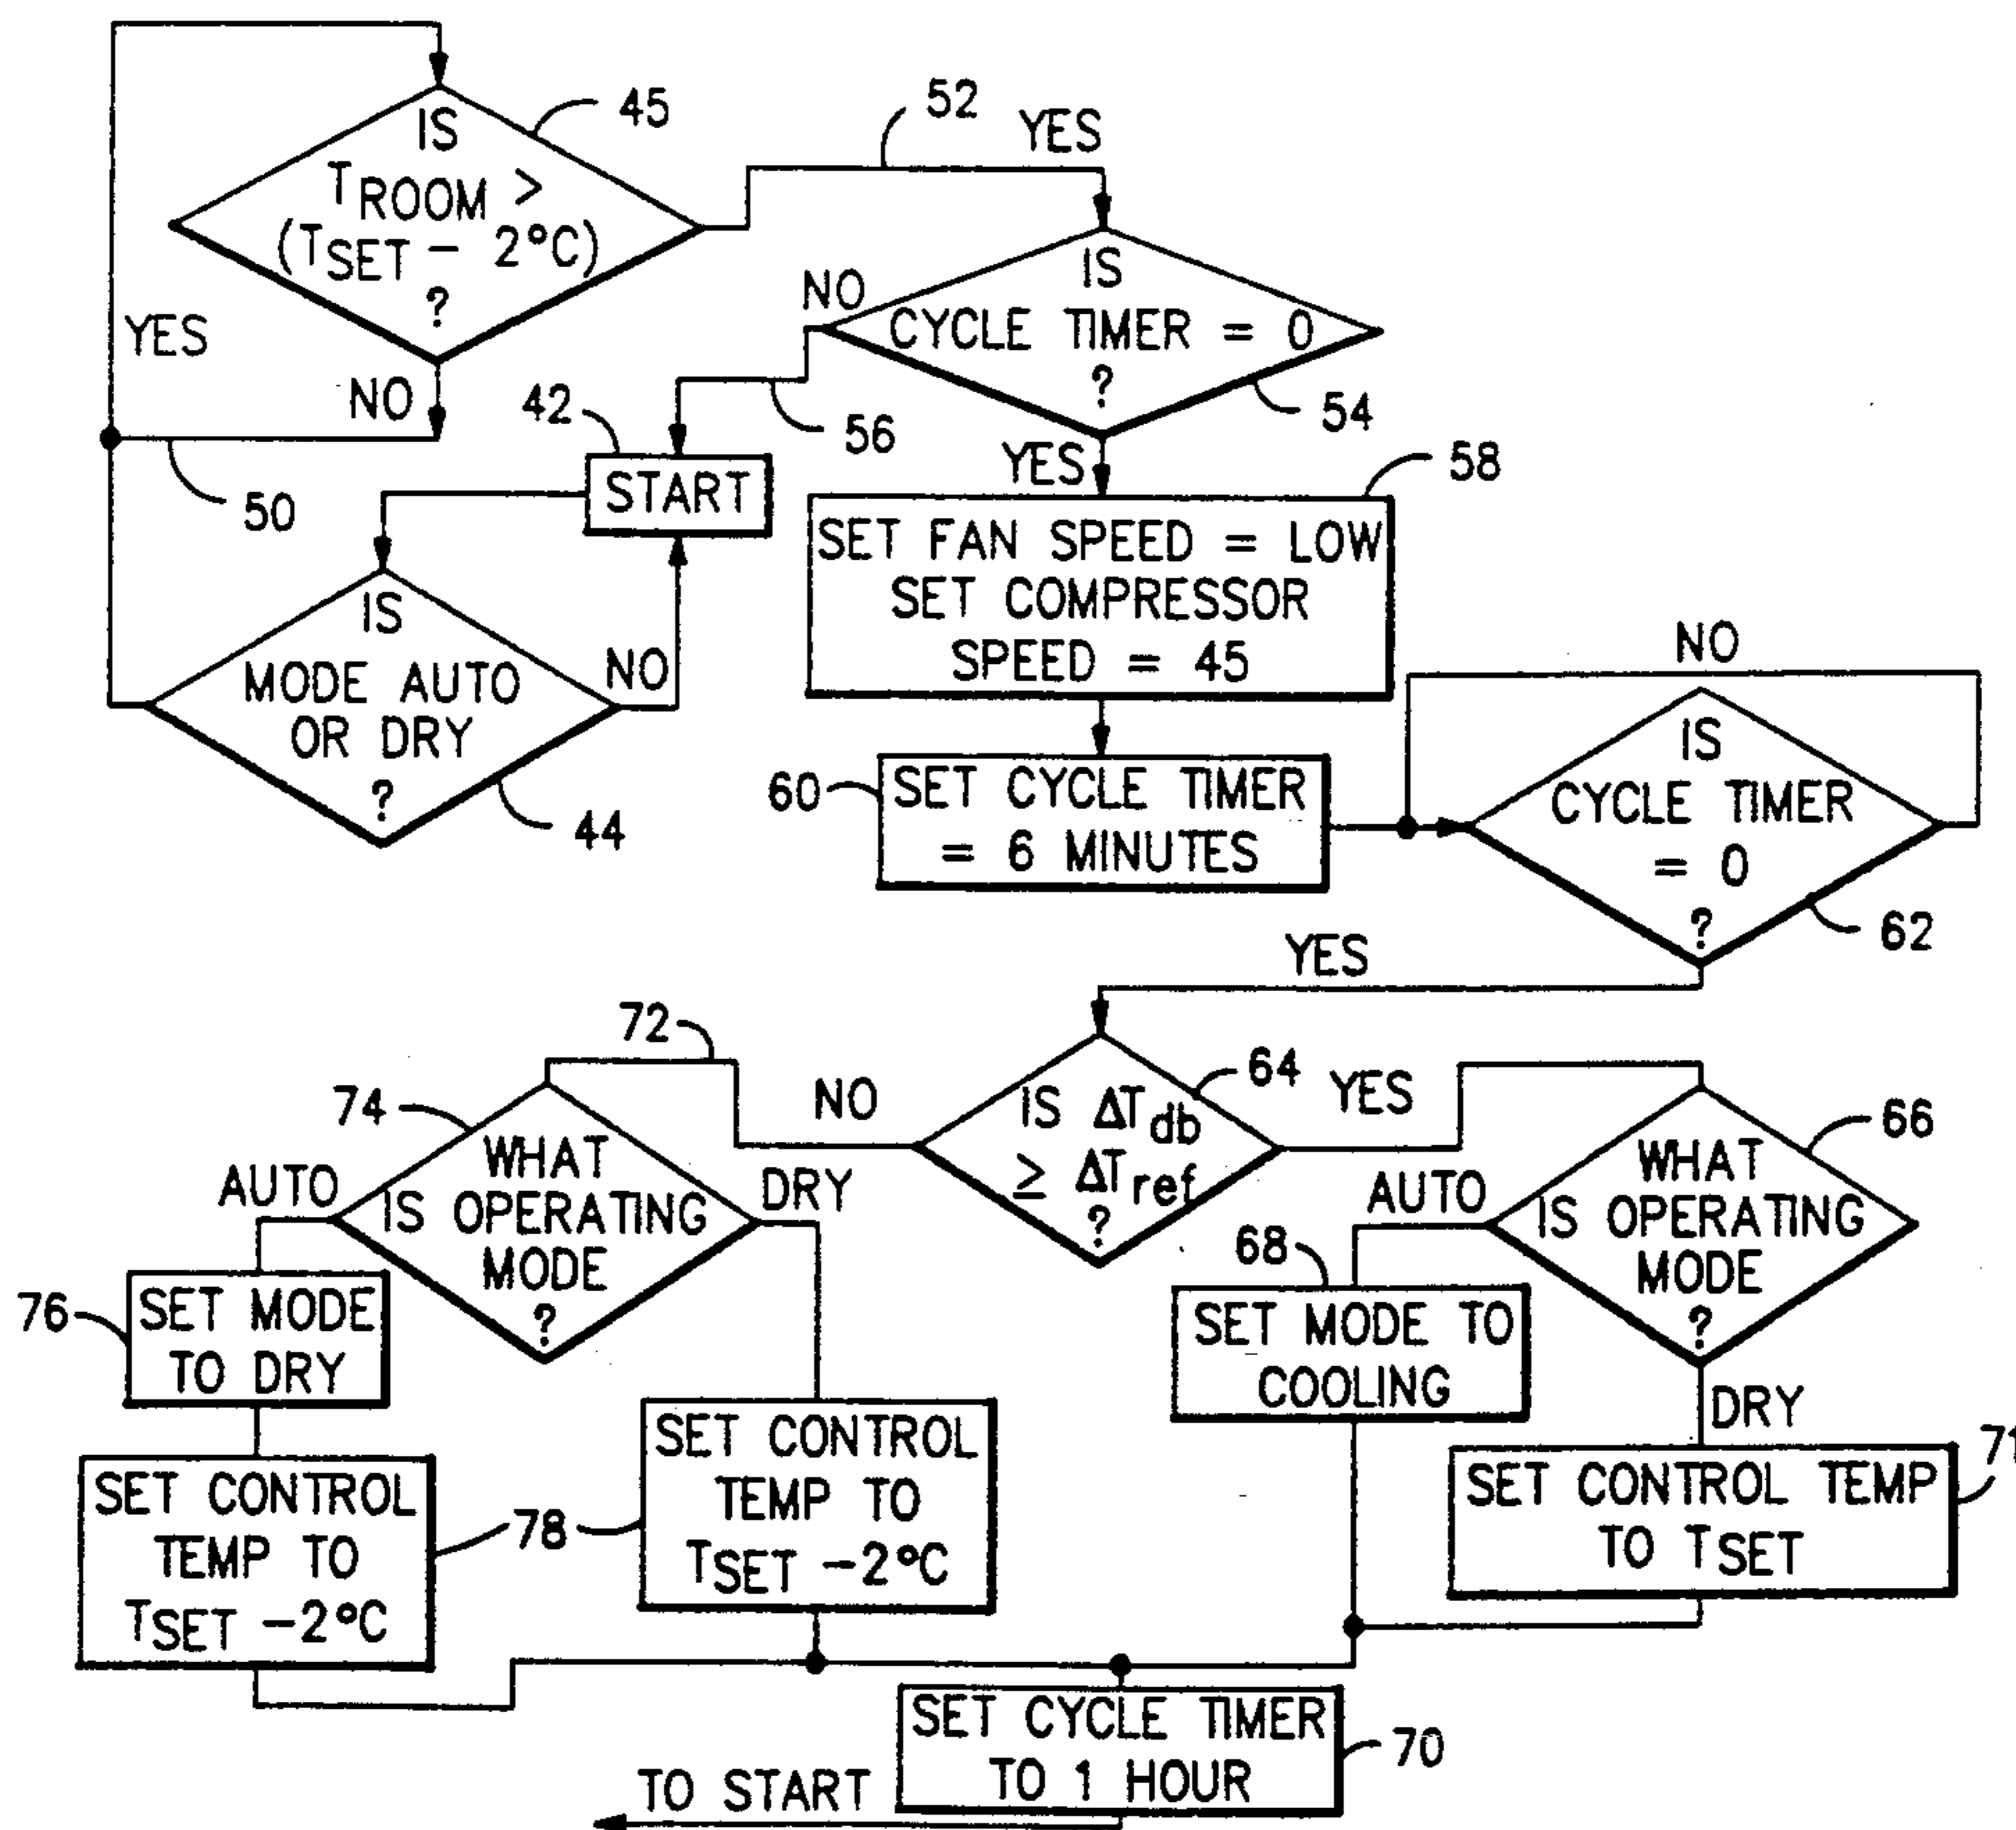 IS
TROOM >
(TSET - 2°C)
?
45
52
YES
YES
NO
50
IS
CYCLE TIMER = 0
?
NO
54
56
42
START
YES
58
SET FAN SPEED = LOW
SET COMPRESSOR
SPEED = 45
IS
MODE AUTO
OR DRY
?
NO
44
60
SET CYCLE TIMER
= 6 MINUTES
NO
IS
CYCLE TIMER
= 0
?
62
YES
72
74
NO
IS ΔTdb
≥ ΔTref
?
64
YES
66
WHAT
IS OPERATING
MODE
?
AUTO
DRY
WHAT
IS OPERATING
MODE
?
AUTO
DRY
68
SET MODE TO
COOLING
76
SET MODE
TO DRY
SET CONTROL
TEMP TO
TSET -2°C
78
SET CONTROL
TEMP TO
TSET -2°C
SET CONTROL TEMP
TO TSET
71
SET CYCLE TIMER
TO 1 HOUR
70
TO START